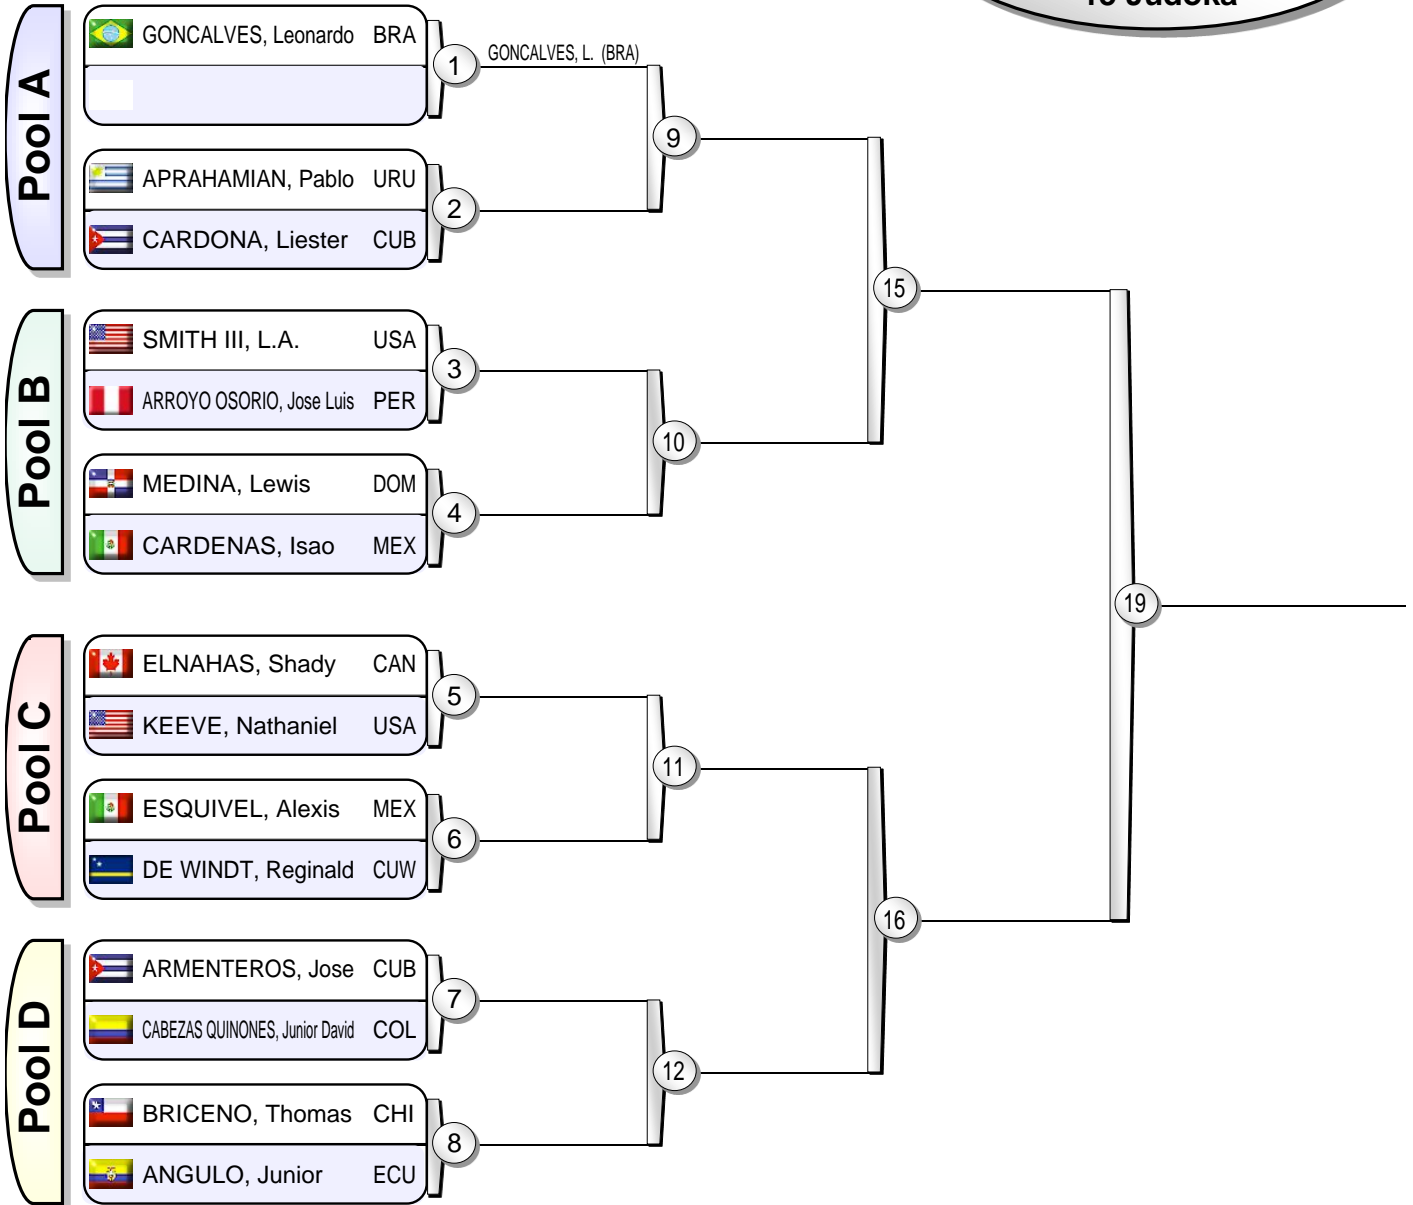 15 Judoka
Pool A
GONCALVES, Leonardo BRA
1
GONCALVES, L. (BRA)
APRAHAMIAN, Pablo URU
2
CARDONA, Liester CUB
9
Pool B
SMITH III, L.A. USA
3
ARROYO OSORIO, Jose Luis PER
MEDINA, Lewis DOM
4
CARDENAS, Isao MEX
10
15
Pool C
ELNAHAS, Shady CAN
5
KEEVE, Nathaniel USA
ESQUIVEL, Alexis MEX
6
DE WINDT, Reginald CUW
11
Pool D
ARMENTEROS, Jose CUB
7
CABEZAS QUINONES, Junior David COL
BRICENO, Thomas CHI
8
ANGULO, Junior ECU
12
16
19